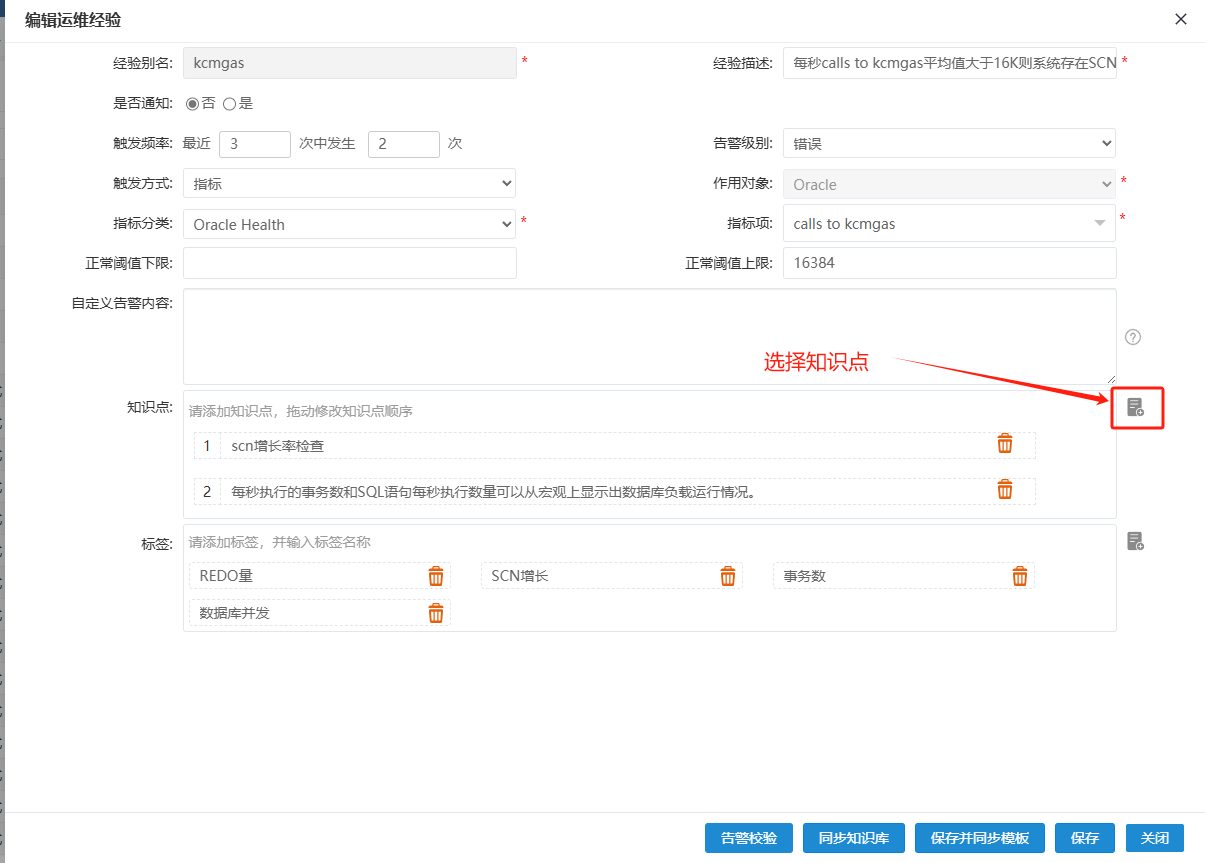 编辑运维经验
经验别名: kcmgas * 经验描述: 每秒calls to kcmgas平均值大于16K则系统存在SCN *
是否通知: 否 是
触发频率: 最近 3 次中发生 2 次 告警级别: 错误
触发方式: 指标 作用对象: Oracle *
指标分类: Oracle Health * 指标项: calls to kcmgas *
正常阈值下限: 正常阈值上限: 16384
自定义告警内容:
选择知识点
知识点: 请添加知识点，拖动修改知识点顺序
1 scn增长率检查
2 每秒执行的事务数和SQL语句每秒执行数量可以从宏观上显示出数据库负载运行情况。
标签: 请添加标签，并输入标签名称
REDO量 SCN增长 事务数
数据库并发
告警校验 同步知识库 保存并同步模板 保存 关闭